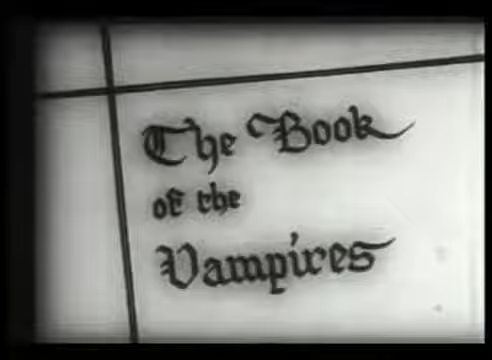 The Book
of the
Vampires